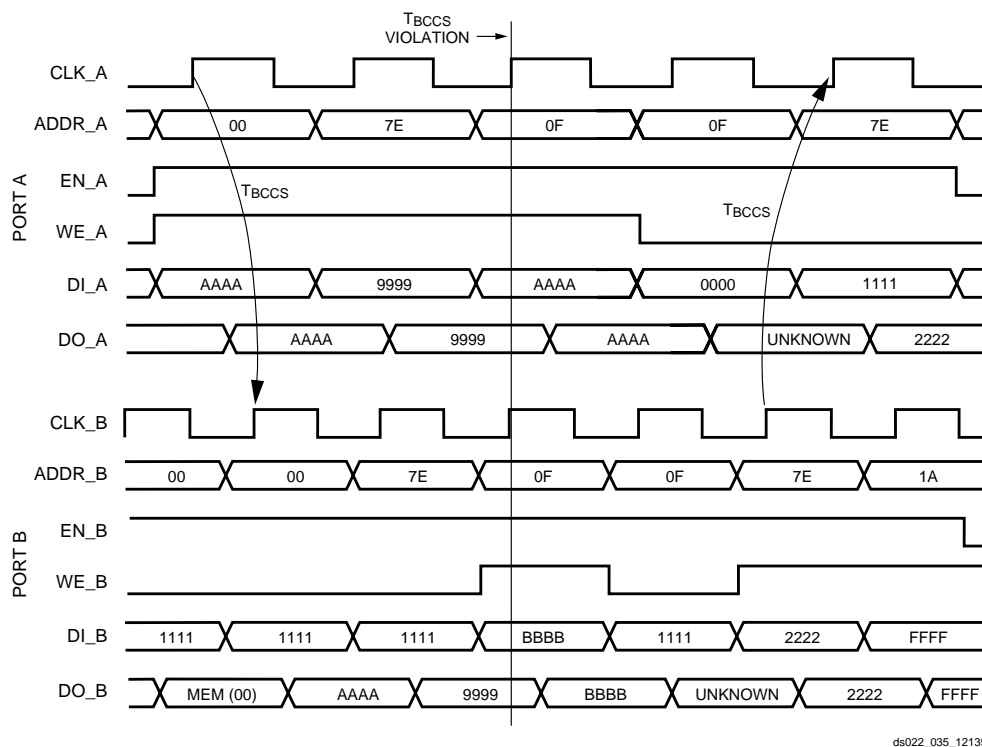 TBCCS
VIOLATION
CLK_A
ADDR_A 00 7E 0F 0F 7E
PORT A
EN_A
TBCCS
TBCCS
WE_A
DI_A AAAA 9999 AAAA 0000 1111
DO_A AAAA 9999 AAAA UNKNOWN 2222
CLK_B
ADDR_B 00 00 7E 0F 0F 7E 1A
PORT B
EN_B
WE_B
DI_B 1111 1111 1111 BBBB 1111 2222 FFFF
DO_B MEM (00) AAAA 9999 BBBB UNKNOWN 2222 FFFF